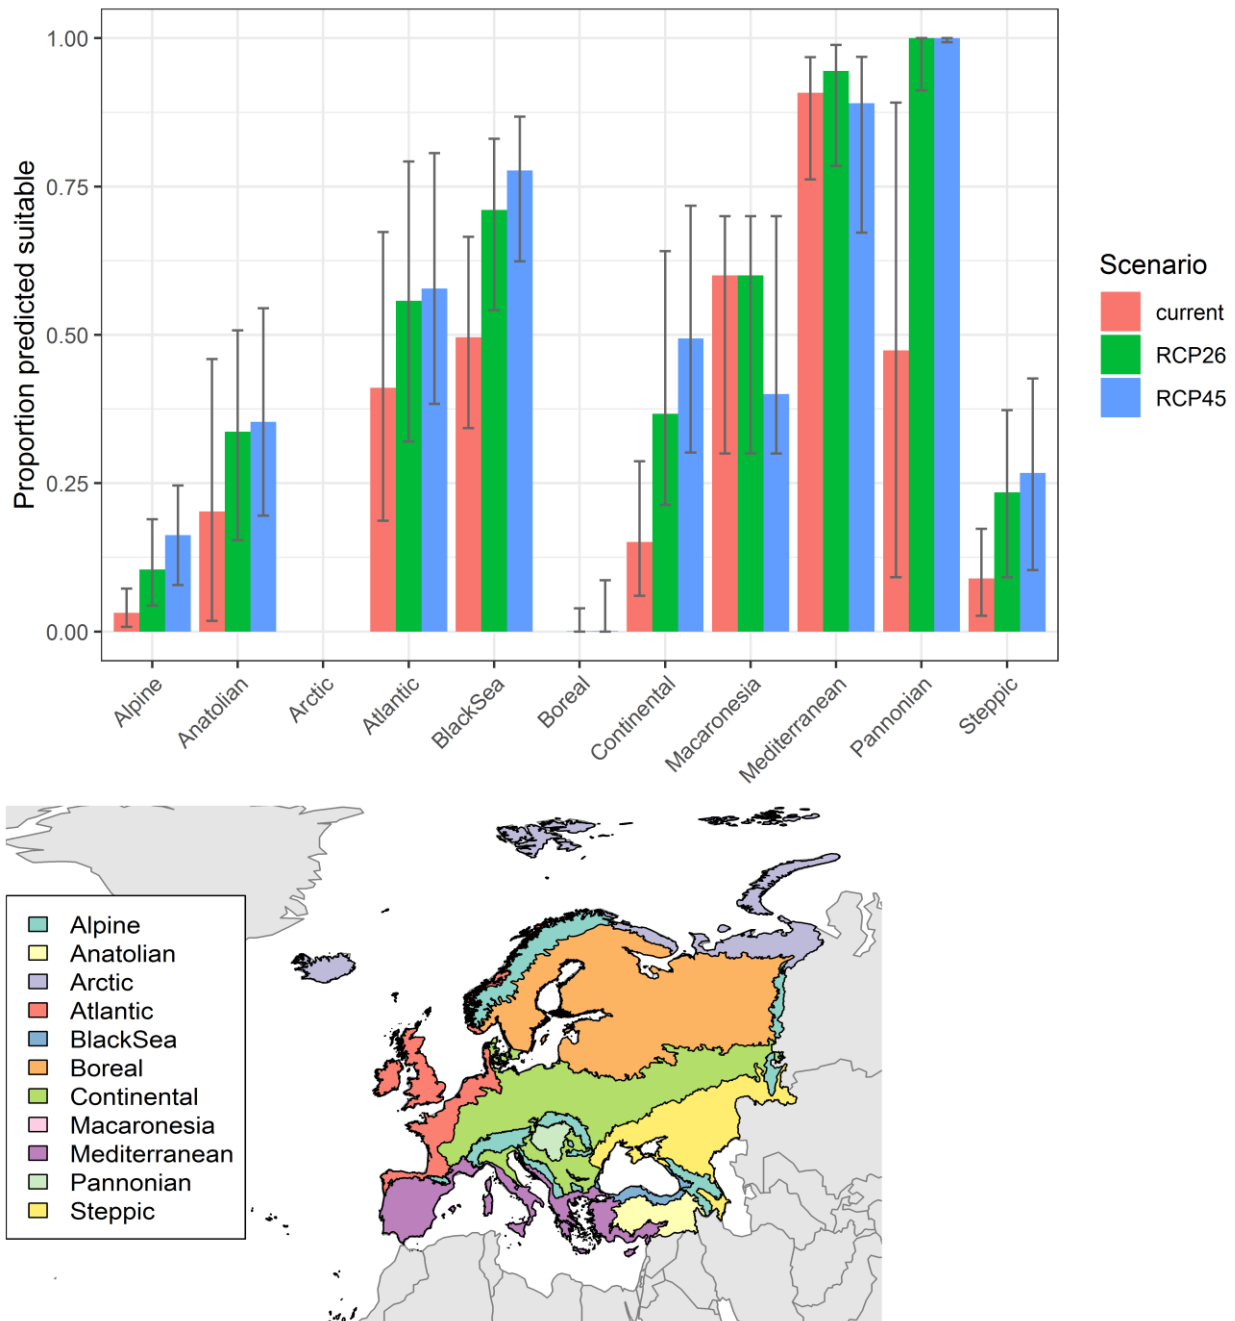 Proportion predicted suitable
1.00
0.75
0.50
0.25
0.00
Alpine
Anatolian
Arctic
Atlantic
BlackSea
Boreal
Continental
Macaronesia
Mediterranean
Pannonian
Steppic
Scenario
current
RCP26
RCP45
Alpine
Anatolian
Arctic
Atlantic
BlackSea
Boreal
Continental
Macaronesia
Mediterranean
Pannonian
Steppic